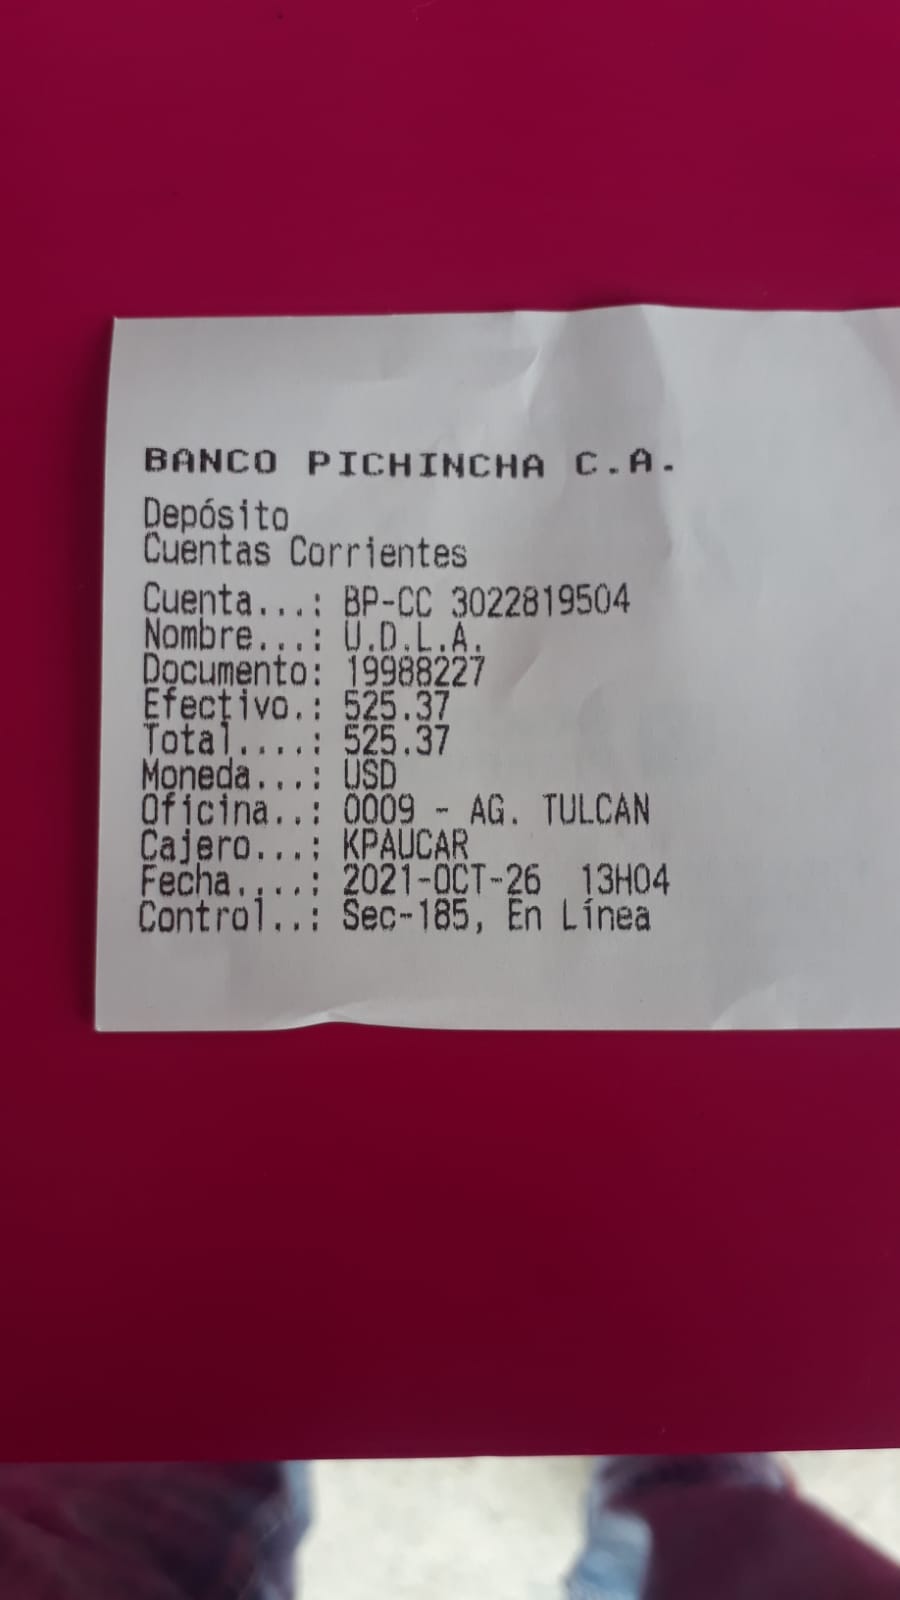 BANCO PICHINCHA C.A.
Depósito
Cuentas Corrientes
Cuenta...: BP-CC 3022819504
Nombre...: U.D.L.A.
Documento: 19988227
Efectivo.: 525.37
Total....: 525.37
Moneda...: USD
Oficina..: 0009 - AG. TULCAN
Cajero...: KPAUCAR
Fecha....: 2021-OCT-26  13H04
Control..: Sec-185, En Línea